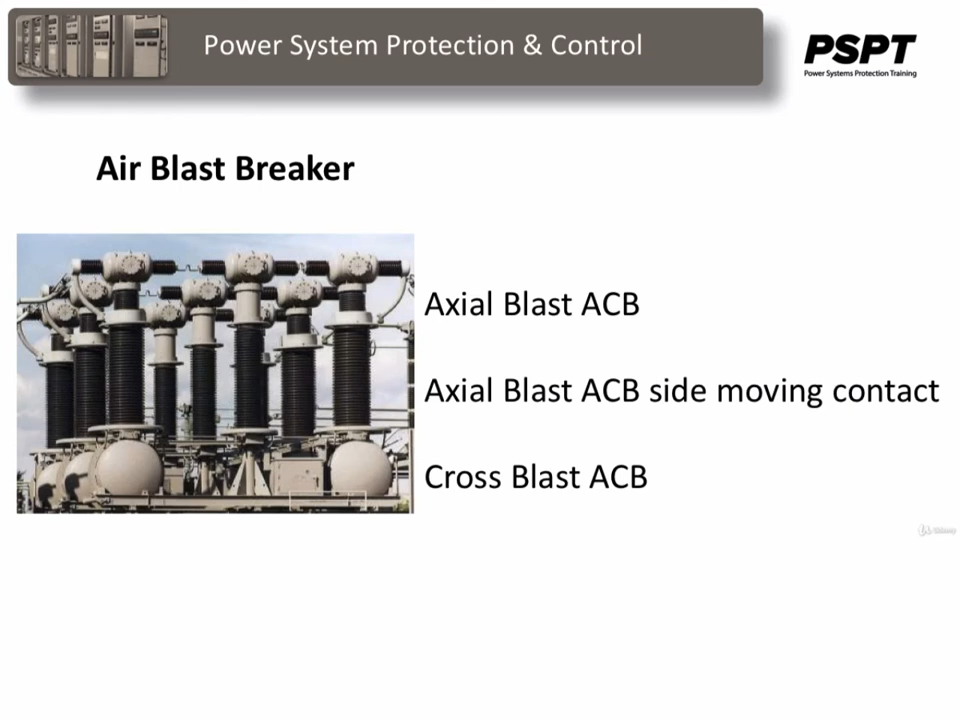 Power System Protection & Control
PSPT
Power Systems Protection Training
Air Blast Breaker
Axial Blast ACB
Axial Blast ACB side moving contact
Cross Blast ACB
Udemy